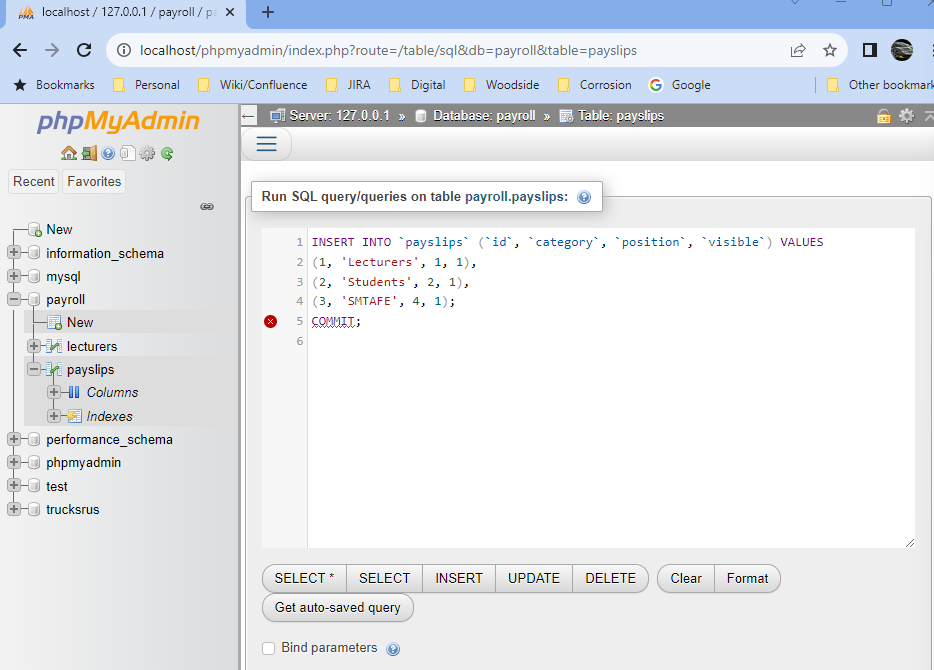 PMA
localhost / 127.0.0.1 / payroll / pa
localhost/phpmyadmin/index.php?route=/table/sql&db=payroll&table=payslips
Bookmarks Personal Wiki/Confluence JIRA Digital Woodside Corrosion G Google Other bookmark
phpMyAdmin
Server: 127.0.0.1 » Database: payroll » Table: payslips
Recent Favorites
New
information_schema
mysql
payroll
New
lecturers
payslips
Columns
Indexes
performance_schema
phpmyadmin
test
trucksrus
Run SQL query/queries on table payroll.payslips:
1 INSERT INTO `payslips` (`id`, `category`, `position`, `visible`) VALUES
2 (1, 'Lecturers', 1, 1),
3 (2, 'Students', 2, 1),
4 (3, 'SMTAFE', 4, 1);
5 COMMIT;
6
SELECT * SELECT INSERT UPDATE DELETE Clear Format
Get auto-saved query
Bind parameters